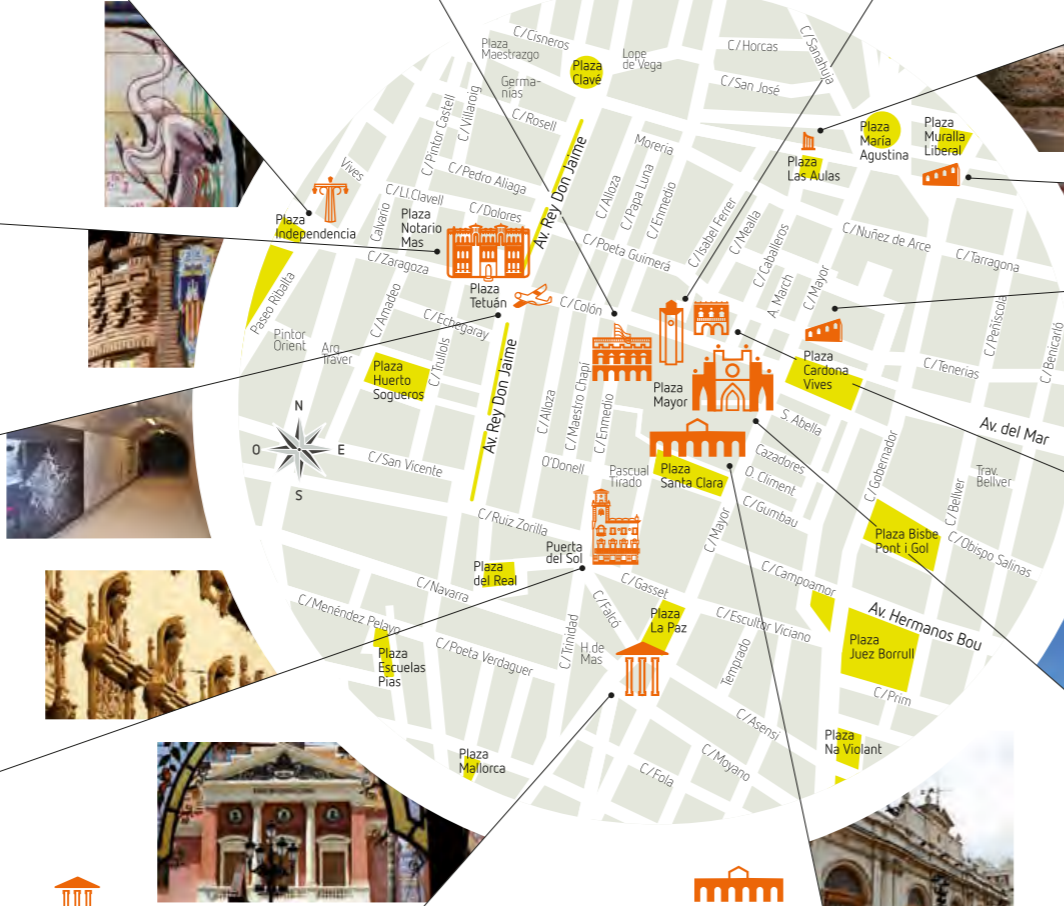 C/Cisneros
Plaza
Maestrazgo
Plaza
Clavé
Lope
de Vega
C/Horcas
C/Sanahuja
Germa-
nías
C/San José
C/Pintor Castell
C/Villaroig
C/Rosell
Av. Rey Don Jaime
Morería
Plaza
Las Aulas
Plaza
María
Agustina
Plaza
Muralla
Liberal
Vives
C/Ll.Clavell
C/Pedro Aliaga
C/Dolores
C/Alloza
C/Papa Luna
C/Enmedio
C/Isabel Ferrer
C/Mealla
C/Caballeros
A. March
C/Mayor
C/Nuñez de Arce
C/Tarragona
Plaza
Independencia
Calvario
Plaza
Notario
Mas
C/Zaragoza
C/Poeta Guimerá
Paseo Ribalta
Plaza
Tetuán
C/Colón
C/Amadeo
C/Echegaray
C/Peñíscola
C/Benicarló
Pintor
Orient
Aro
Traver
C/Trullols
Plaza
Huerto
Sogueros
Av. Rey Don Jaime
C/Alloza
C/Maestro Chapí
C/Enmedio
Plaza
Mayor
Plaza
Cardona
Vives
C/Tenerias
Av. del Mar
N
O
E
S
C/San Vicente
O'Donell
Pascual
Tirado
Plaza
Santa Clara
S. Abella
Cazadores
O. Climent
C/Gumbau
C/Gobernador
C/Bellver
Trav.
Bellver
C/Mayor
C/Ruiz Zorilla
Puerta
del Sol
Plaza Bisbe
Pont i Gol
C/Obispo Salinas
Plaza
del Real
C/Navarra
C/Gasset
C/Campoamor
Av. Hermanos Bou
C/Menéndez Pelayo
C/Falcó
Plaza
La Paz
C/Escultor Viciano
Plaza
Juez Borrull
Plaza
Escuelas
Pias
C/Poeta Verdaguer
C/Trinidad
H.de
Mas
Temprado
C/Prim
C/Asensi
Plaza
Na Violant
Plaza
Mallorca
C/Fola
C/Moyano